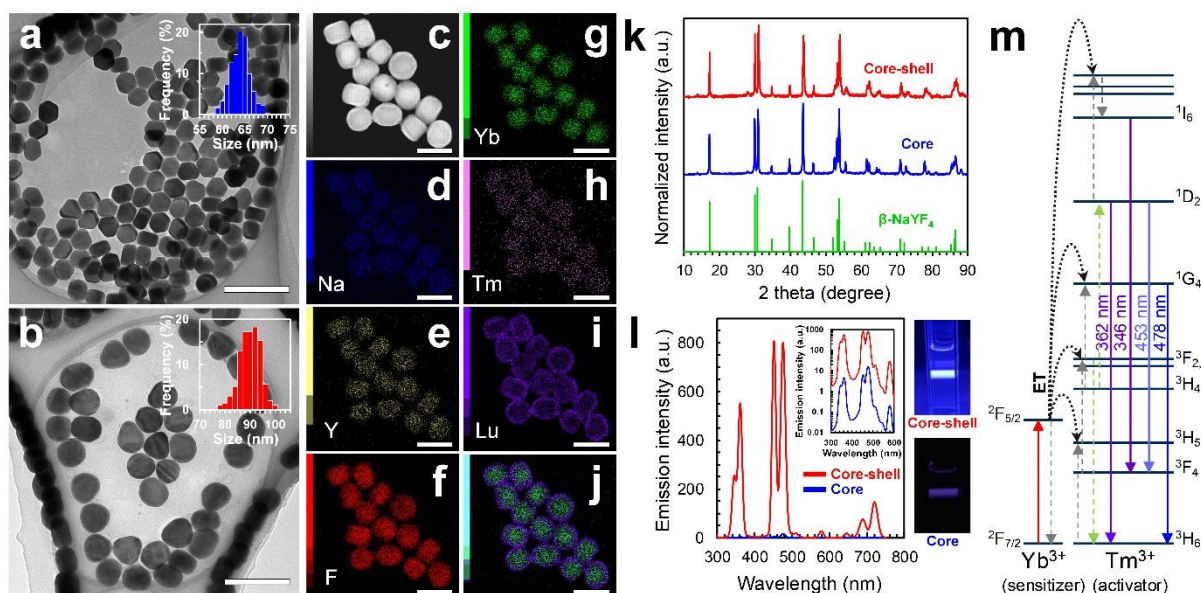 a
Frequency (%)
20
10
0
55 60 65 70 75
Size (nm)
b
Frequency (%)
20
10
0
80 90 100
Size (nm)
c
d
Na
e
Y
f
F
g
Yb
h
Tm
i
Lu
j
k
Normalized intensity (a.u.)
Core-shell
Core
β-NaYF4
10 20 30 40 50 60 70 80 90
2 theta (degree)
l
Emission intensity (a.u.)
800
600
400
200
0
300 400 500 600 700 800
Wavelength (nm)
Emission intensity (a.u.)
1000
100
10
1
0.1
0.01
300 400 500 600
Wavelength (nm)
Core-shell
Core
Core-shell
Core
m
1I6
1D2
1G4
362 nm
346 nm
453 nm
478 nm
3F2,
3H4
ET
2F5/2
3H5
3F4
2F7/2
3H6
Yb3+ Tm3+
(sensitizer) (activator)